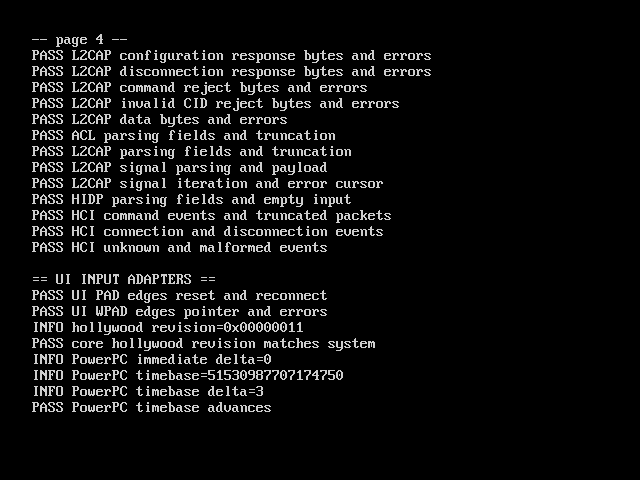 -- page 4 --
PASS L2CAP configuration response bytes and errors
PASS L2CAP disconnection response bytes and errors
PASS L2CAP command reject bytes and errors
PASS L2CAP invalid CID reject bytes and errors
PASS L2CAP data bytes and errors
PASS ACL parsing fields and truncation
PASS L2CAP parsing fields and truncation
PASS L2CAP signal parsing and payload
PASS L2CAP signal iteration and error cursor
PASS HIDP parsing fields and empty input
PASS HCI command events and truncated packets
PASS HCI connection and disconnection events
PASS HCI unknown and malformed events
== UI INPUT ADAPTERS ==
PASS UI PAD edges reset and reconnect
PASS UI WPAD edges pointer and errors
INFO hollywood revision=0x00000011
PASS core hollywood revision matches system
INFO PowerPC immediate delta=0
INFO PowerPC timebase=51530987707174750
INFO PowerPC timebase delta=3
PASS PowerPC timebase advances